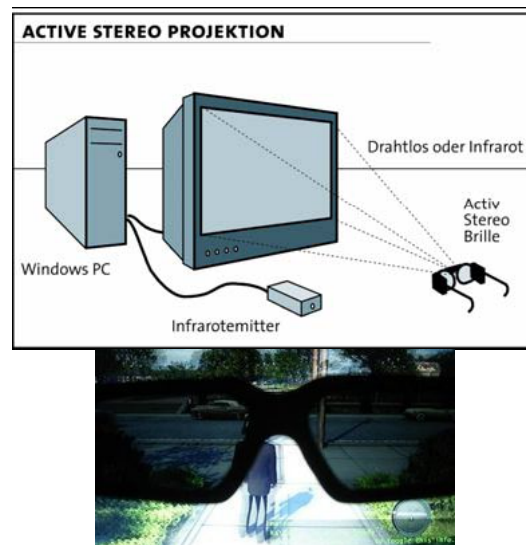 ACTIVE STEREO PROJEKTION
Drahtlos oder Infrarot
Activ
Stereo
Brille
Windows PC
Infrarotemitter